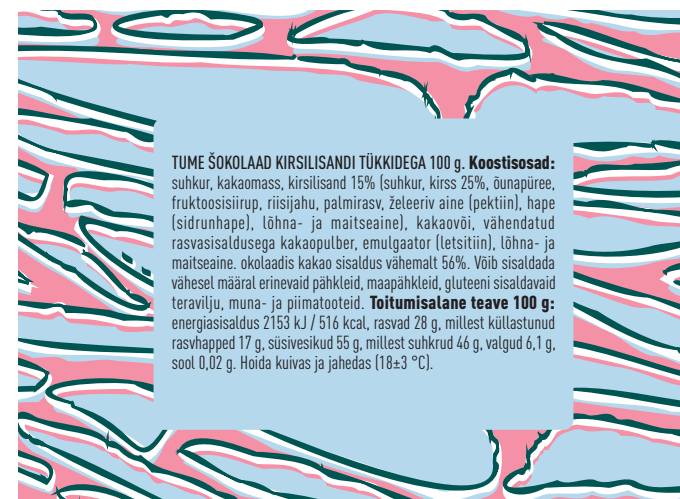 TUME ŠOKOLAAD KIRSILISANDI TÜKKIDEGA 100 g. Koostisosad:
suhkur, kakaomass, kirsilisand 15% (suhkur, kirss 25%, õunapüree,
fruktoosisiirup, riisijahu, palmirasv, želeeriv aine (pektiin), hape
(sidrunhape), lõhna- ja maitseaine), kakaovõi, vähendatud
rasvasisaldusega kakaopulber, emulgaator (letsitiin), lõhna- ja
maitseaine. okolaadis kakao sisaldus vähemalt 56%. Võib sisaldada
vähesel määral erinevaid pähkleid, maapähkleid, gluteeni sisaldavaid
teravilju, muna- ja piimatooteid. Toitumisalane teave 100 g:
energiasisaldus 2153 kJ / 516 kcal, rasvad 28 g, millest küllastunud
rasvhapped 17 g, süsivesikud 55 g, millest suhkrud 46 g, valgud 6,1 g,
sool 0,02 g. Hoida kuivas ja jahedas (18±3 °C).